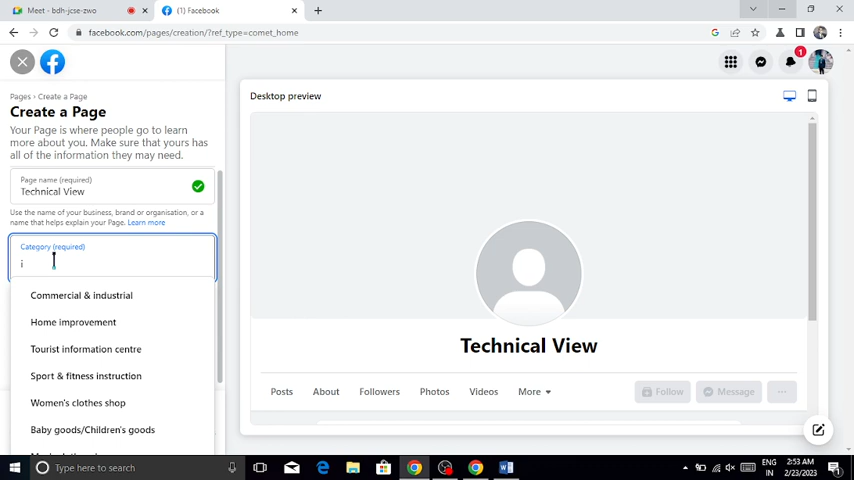 Meet - bdh-jcse-zwo
(1) Facebook
facebook.com/pages/creation/?ref_type=comet_home
Pages › Create a Page
Create a Page
Your Page is where people go to learn
more about you. Make sure that yours has
all of the information they may need.
Page name (required)
Technical View
Use the name of your business, brand or organisation, or a
name that helps explain your Page. Learn more
Category (required)
i
Commercial & industrial
Home improvement
Tourist information centre
Sport & fitness instruction
Women's clothes shop
Baby goods/Children's goods
Desktop preview
1
Technical View
Posts About Followers Photos Videos More
Follow Message ...
Type here to search
ENG
IN
2:53 AM
2/23/2023
1